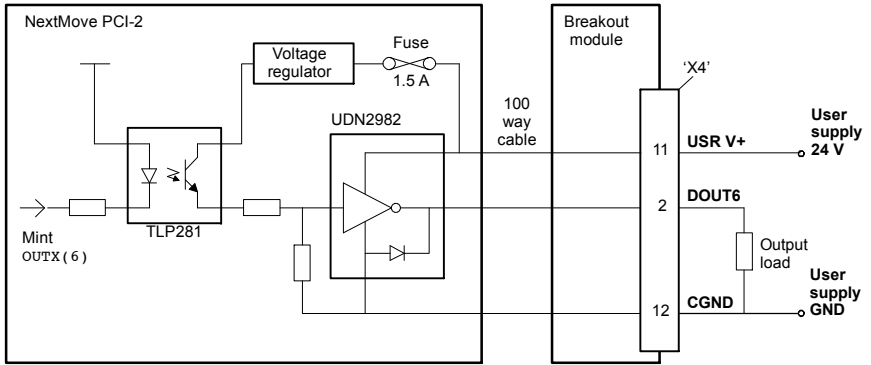 NextMove PCI-2
Breakout
module
Voltage
regulator
Fuse
1.5 A
'X4'
UDN2982
100
way
cable
User
supply
24 V
11
USR V+
2
DOUT6
TLP281
Mint
OUTX(6)
Output
load
User
supply
GND
12
CGND